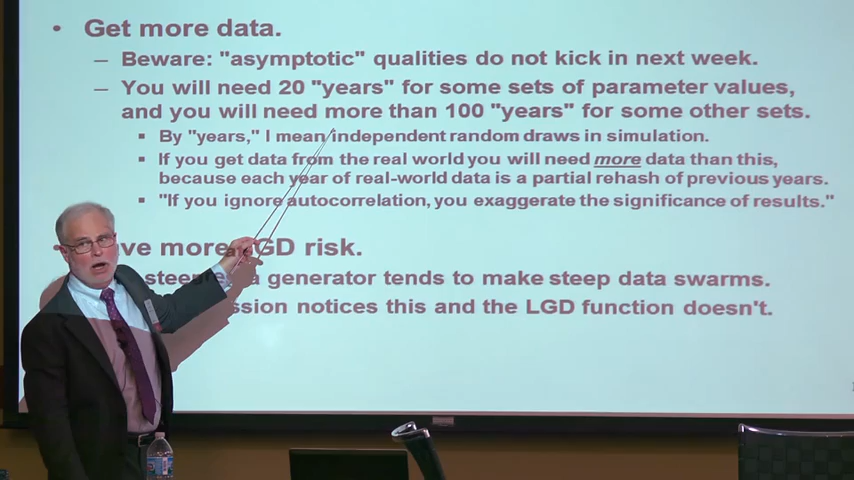 • Get more data.
– Beware: "asymptotic" qualities do not kick in next week.
– You will need 20 "years" for some sets of parameter values,
and you will need more than 100 "years" for some other sets.
▪ By "years," I mean independent random draws in simulation.
▪ If you get data from the real world you will need more data than this,
because each year of real-world data is a partial rehash of previous years.
▪ "If you ignore autocorrelation, you exaggerate the significance of results."
more LGD risk.
generator tends to make steep data swarms.
notices this and the LGD function doesn't.